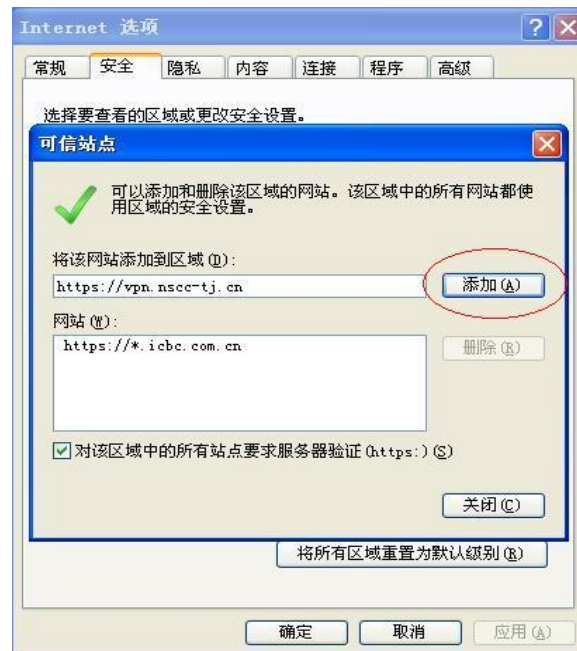 Internet 选项
常规 安全 隐私 内容 连接 程序 高级
选择要查看的区域或更改安全设置。
可信站点
可以添加和删除该区域的网站。该区域中的所有网站都使
用区域的安全设置。
将该网站添加到区域(D):
https://vpn.nscc-tj.cn 添加(A)
网站(W):
https://*.icbc.com.cn 删除(R)
对该区域中的所有站点要求服务器验证(https:)(S)
关闭(C)
将所有区域重置为默认级别(R)
确定 取消 应用(A)